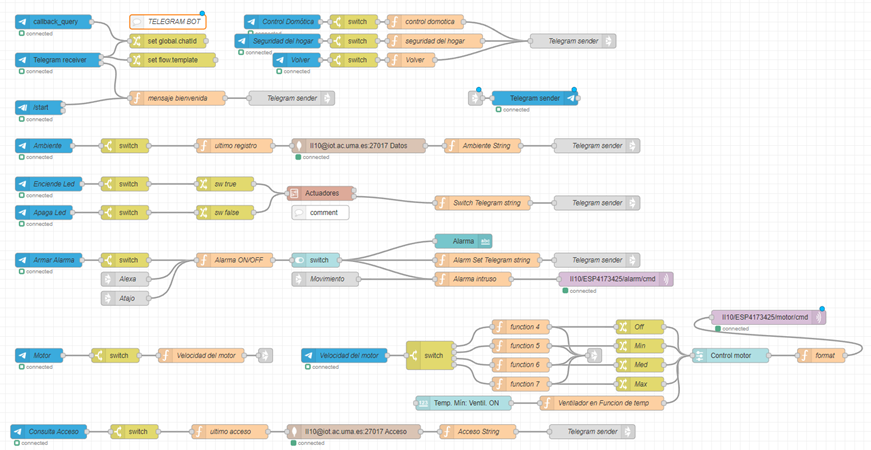 callback_query
TELEGRAM BOT
Control Domótica
switch
control domotica
connected
connected
set global.chatId
Seguridad del hogar
switch
seguridad del hogar
Telegram sender
connected
Telegram receiver
set flow.template
Volver
switch
Volver
connected
connected
/start
mensaje bienvenida
Telegram sender
Telegram sender
connected
connected
Ambiente
switch
ultimo registro
II10@iot.ac.uma.es:27017 Datos
Ambiente String
Telegram sender
connected
connected
Enciende Led
switch
sw true
Actuadores
connected
Switch Telegram string
Telegram sender
Apaga Led
switch
sw false
comment
connected
Alarma
abc
Armar Alarma
switch
Alarma ON/OFF
switch
Alarm Set Telegram string
Telegram sender
connected
Alexa
Movimiento
Alarma intruso
II10/ESP4173425/alarm/cmd
connected
Atajo
II10/ESP4173425/motor/cmd
connected
function 4
Off
function 5
Min
Motor
switch
Velocidad del motor
Velocidad del motor
switch
Control motor
format
connected
connected
function 6
Med
function 7
Max
Temp. Mín: Ventil. ON
Ventilador en Funcion de temp
Consulta Acceso
switch
ultimo acceso
II10@iot.ac.uma.es:27017 Acceso
Acceso String
Telegram sender
connected
connected